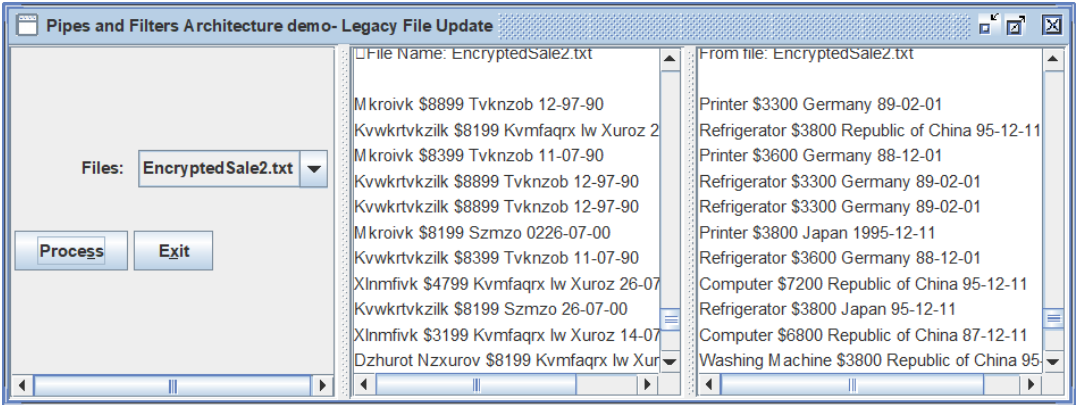 Pipes and Filters Architecture demo- Legacy File Update
Files:
EncryptedSale2.txt
Process
Exit
File Name: EncryptedSale2.txt
Mkroivk $8899 Tvknzob 12-97-90
Kvwkrtvkzilk $8199 Kvmfaqrx lw Xuroz 2
Mkroivk $8399 Tvknzob 11-07-90
Kvwkrtvkzilk $8899 Tvknzob 12-97-90
Kvwkrtvkzilk $8899 Tvknzob 12-97-90
Mkroivk $8199 Szmzo 0226-07-00
Kvwkrtvkzilk $8399 Tvknzob 11-07-90
Xlnmfivk $4799 Kvmfaqrx lw Xuroz 26-07
Kvwkrtvkzilk $8199 Szmzo 26-07-00
Xlnmfivk $3199 Kvmfaqrx lw Xuroz 14-07
Dzhurot Nzxurov $8199 Kvmfaqrx lw Xur
From file: EncryptedSale2.txt
Printer $3300 Germany 89-02-01
Refrigerator $3800 Republic of China 95-12-11
Printer $3600 Germany 88-12-01
Refrigerator $3300 Germany 89-02-01
Refrigerator $3300 Germany 89-02-01
Printer $3800 Japan 1995-12-11
Refrigerator $3600 Germany 88-12-01
Computer $7200 Republic of China 95-12-11
Refrigerator $3800 Japan 95-12-11
Computer $6800 Republic of China 87-12-11
Washing Machine $3800 Republic of China 95-